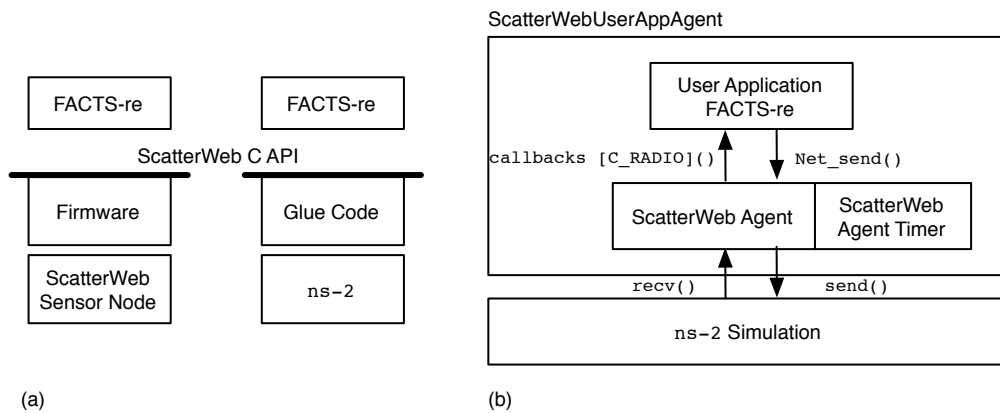 FACTS-re
FACTS-re
ScatterWeb C API
Firmware
Glue Code
ScatterWeb
Sensor Node
ns-2
(a)
ScatterWebUserAppAgent
User Application
FACTS-re
callbacks [C_RADIO]()
Net_send()
ScatterWeb Agent
ScatterWeb
Agent Timer
recv()
send()
ns-2 Simulation
(b)